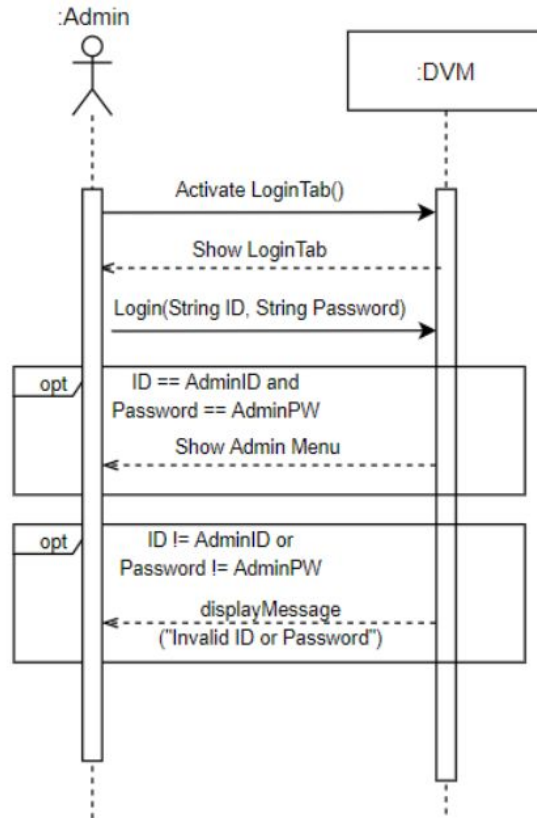 :Admin
:DVM
Activate LoginTab()
Show LoginTab
Login(String ID, String Password)
opt
ID == AdminID and
Password == AdminPW
Show Admin Menu
opt
ID != AdminID or
Password != AdminPW
displayMessage
("Invalid ID or Password")